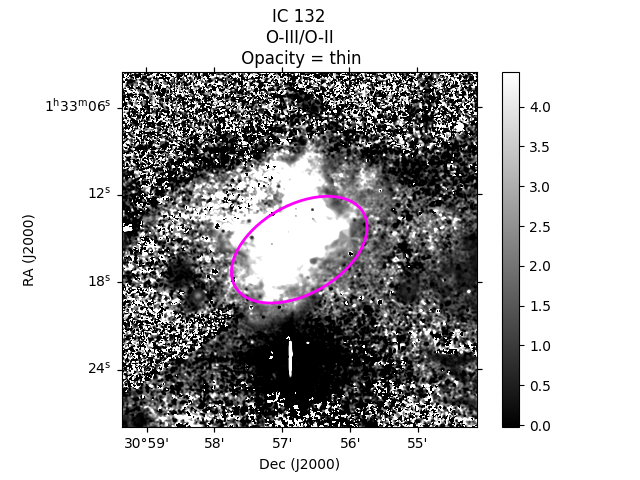 IC 132
O-III/O-II
Opacity = thin
1ʰ33ᵐ06ˢ
12ˢ
18ˢ
24ˢ
RA (J2000)
30°59' 58' 57' 56' 55'
Dec (J2000)
4.0
3.5
3.0
2.5
2.0
1.5
1.0
0.5
0.0